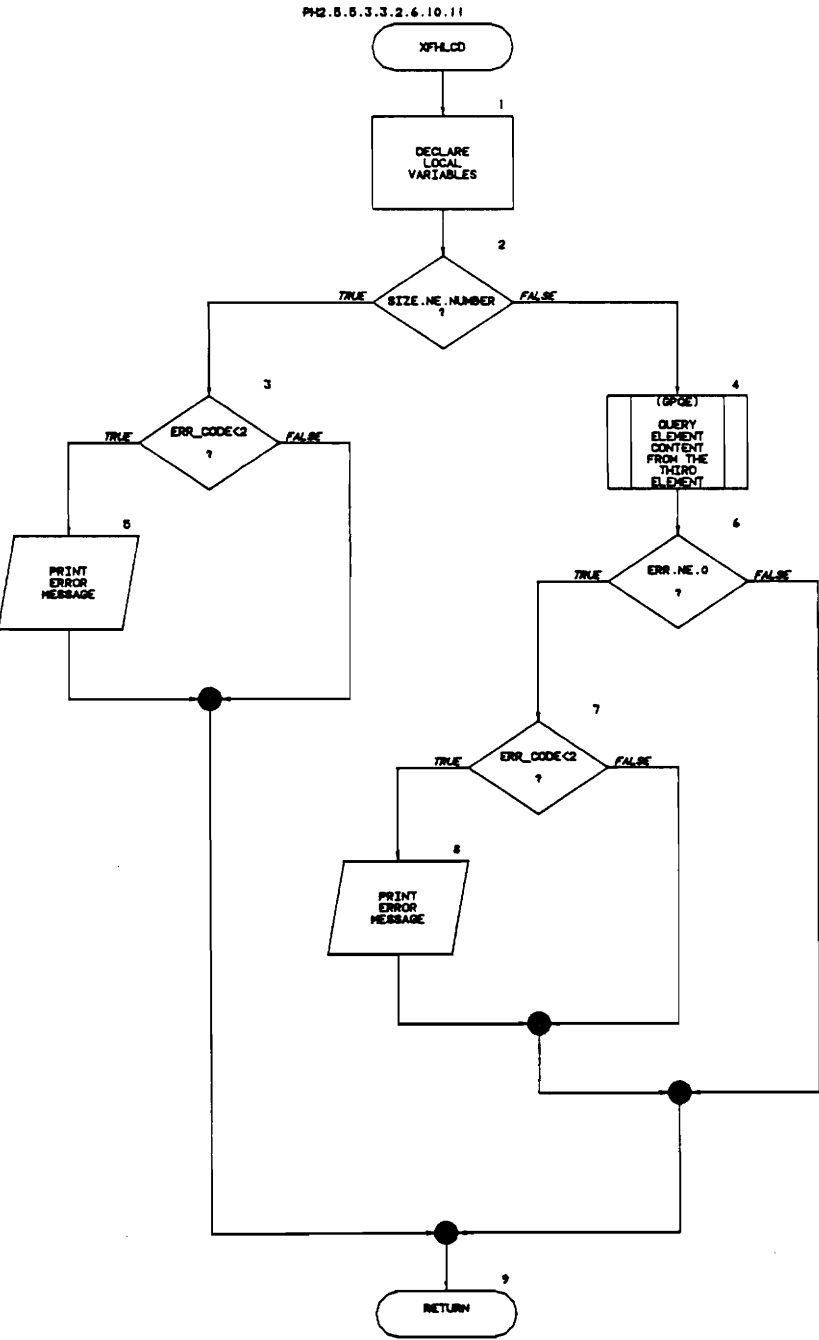 PH2.5.5.3.3.2.6.10.11
XFHLCD
1
DECLARE
LOCAL
VARIABLES
2
TRUE
SIZE.NE.NUMBER
?
FALSE
3
TRUE
ERR_CODE<2
?
FALSE
4
(GPQE)
QUERY
ELEMENT
CONTENT
FROM THE
THIRD
ELEMENT
5
PRINT
ERROR
MESSAGE
6
TRUE
ERR.NE.0
?
FALSE
7
TRUE
ERR_CODE<2
?
FALSE
8
PRINT
ERROR
MESSAGE
9
RETURN